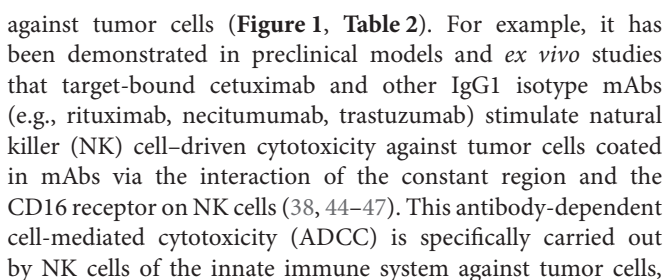 against tumor cells (Figure 1, Table 2). For example, it has
been demonstrated in preclinical models and ex vivo studies
that target-bound cetuximab and other IgG1 isotype mAbs
(e.g., rituximab, necitumumab, trastuzumab) stimulate natural
killer (NK) cell–driven cytotoxicity against tumor cells coated
in mAbs via the interaction of the constant region and the
CD16 receptor on NK cells (38, 44–47). This antibody-dependent
cell-mediated cytotoxicity (ADCC) is specifically carried out
by NK cells of the innate immune system against tumor cells,